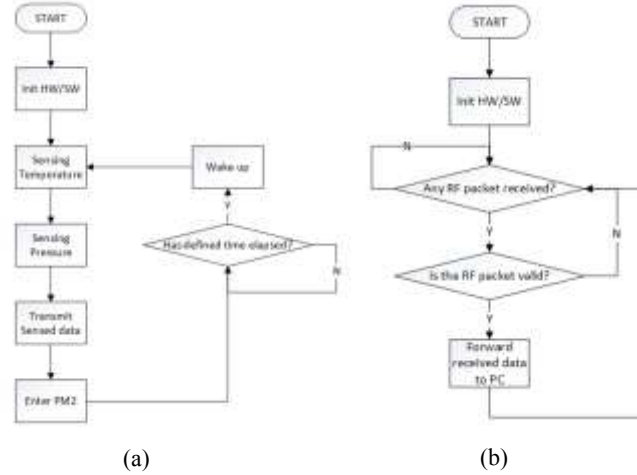 START
Init HW/SW
Sensing
Temperature
Sensing
Pressure
Transmit
Sensed data
Enter PM2
Wake up
Y
Has defined time elapsed?
N
(a)
START
Init HW/SW
N
Any RF packet received?
Y
N
Is the RF packet valid?
Y
Forward
received data
to PC
(b)